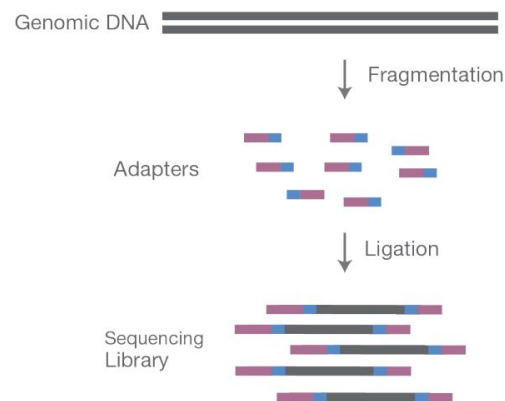 Genomic DNA
Fragmentation
Adapters
Ligation
Sequencing
Library